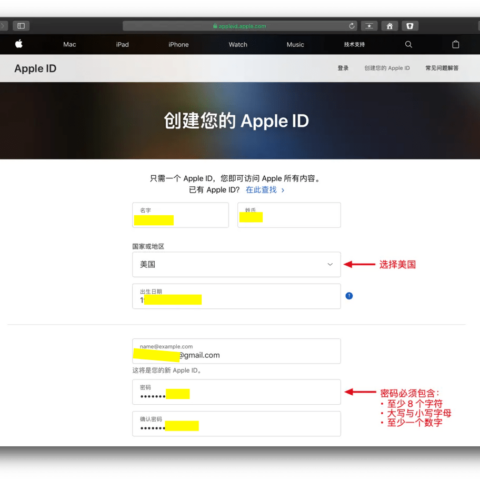 appleid.apple.com
Mac iPad iPhone Watch Music 技术支持
Apple ID 登录 创建您的 Apple ID 常见问题解答
创建您的 Apple ID
只需一个 Apple ID，您即可访问 Apple 所有内容。
已有 Apple ID？ 在此查找 ›
名字
国家或地区
美国 选择美国
出生日期
1 ?
name@example.com
@gmail.com
这将是您的新 Apple ID。
密码 密码必须包含：
••••••• • 至少 8 个字符
• 大写与小写字母
确认密码 • 至少一个数字
•••••••